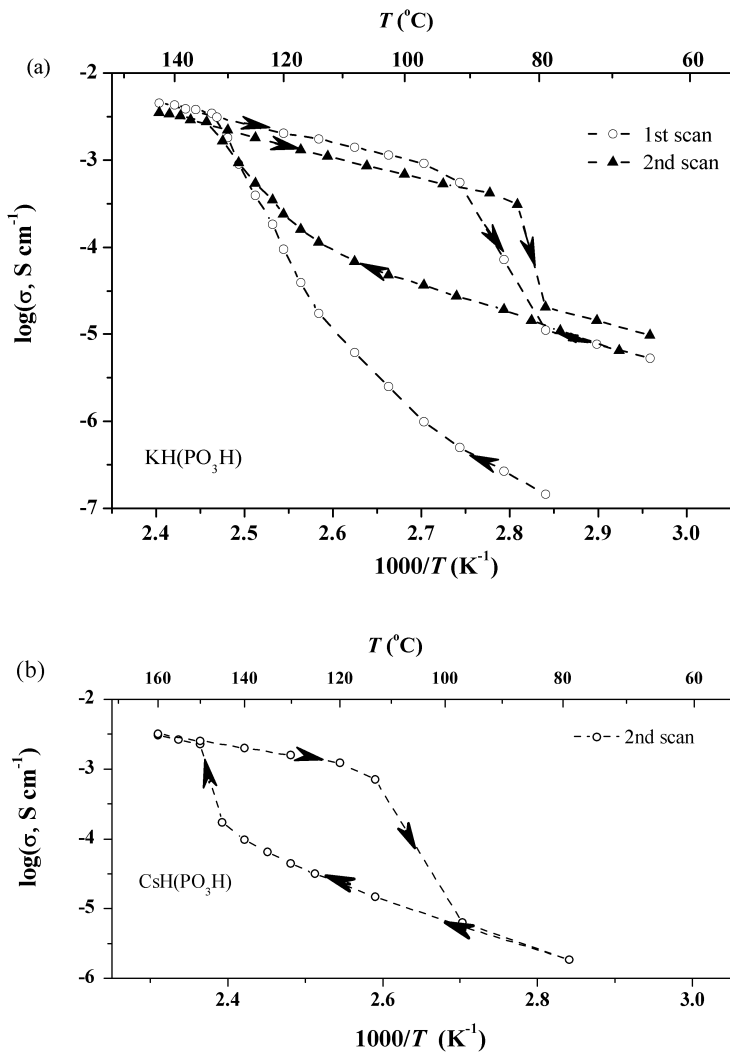 T (°C)
(a)
140 120 100 80 60
-2
-3
-4
-5
-6
-7
log(σ, S cm⁻¹)
1st scan
2nd scan
KH(PO₃H)
2.4 2.5 2.6 2.7 2.8 2.9 3.0
1000/T (K⁻¹)
(b)
T (°C)
160 140 120 100 80 60
-2
-3
-4
-5
-6
log(σ, S cm⁻¹)
2nd scan
CsH(PO₃H)
2.4 2.6 2.8 3.0
1000/T (K⁻¹)